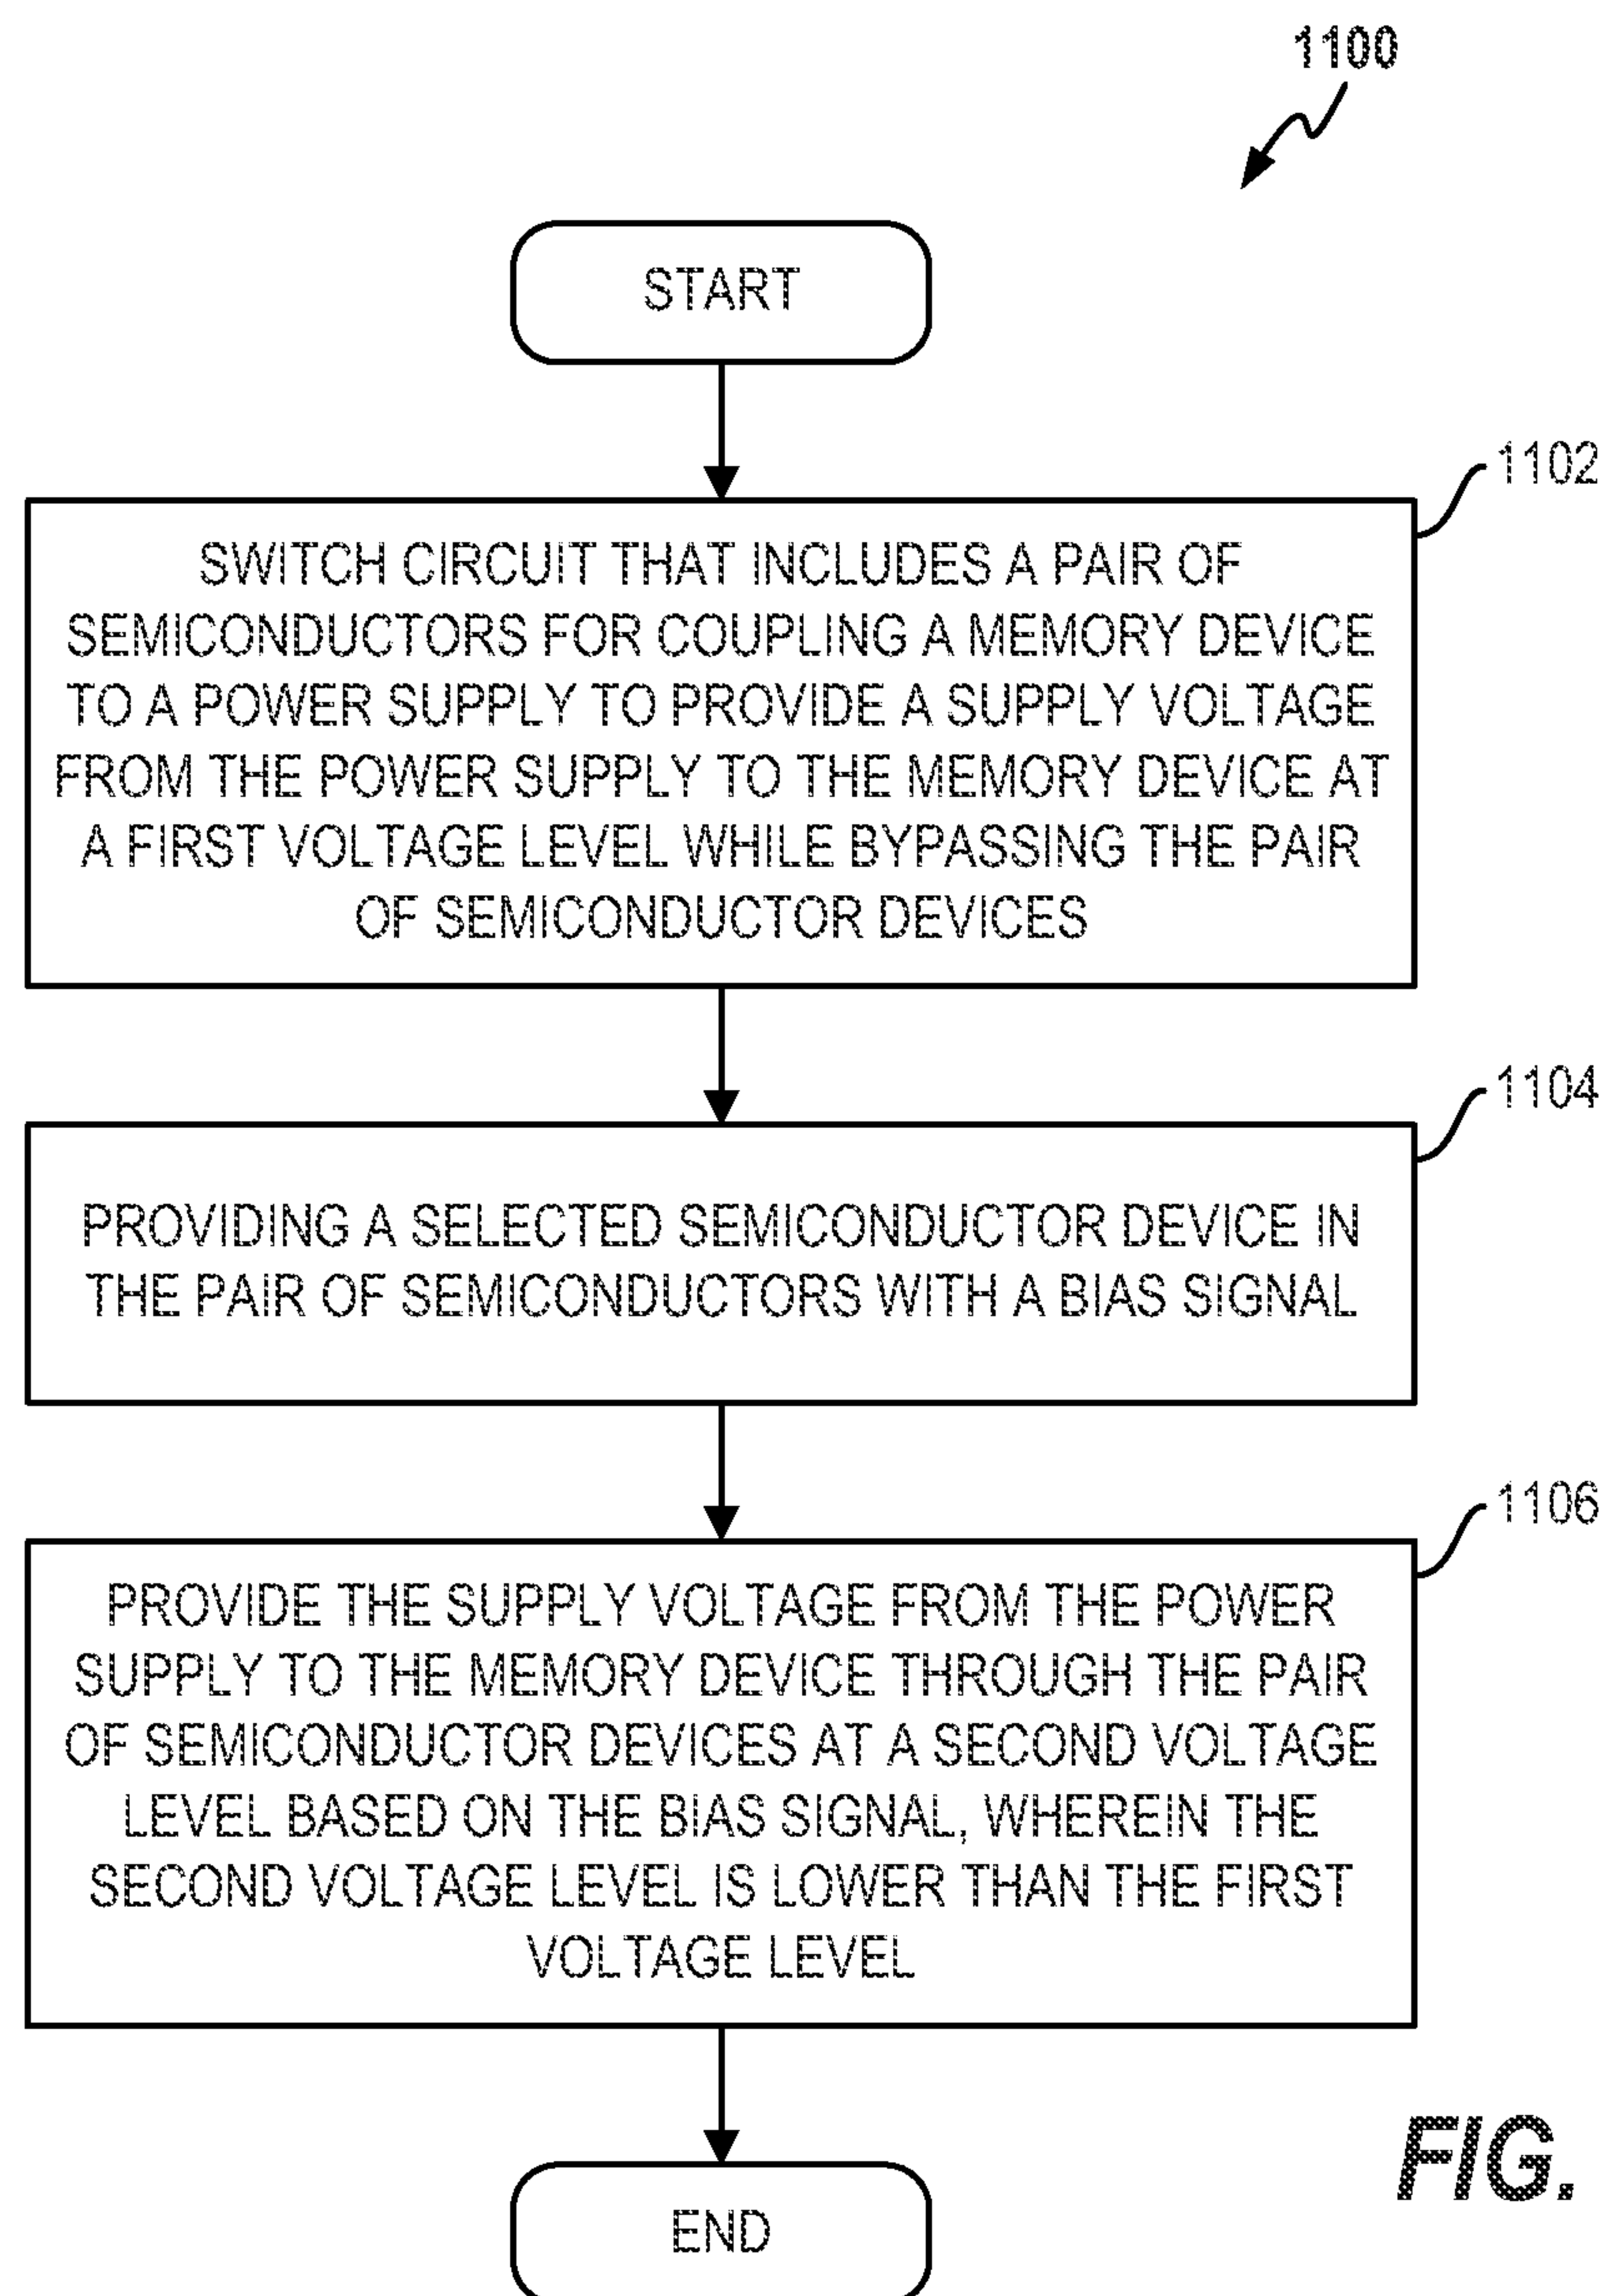 1100
START
1102
SWITCH CIRCUIT THAT INCLUDES A PAIR OF
SEMICONDUCTORS FOR COUPLING A MEMORY DEVICE
TO A POWER SUPPLY TO PROVIDE A SUPPLY VOLTAGE
FROM THE POWER SUPPLY TO THE MEMORY DEVICE AT
A FIRST VOLTAGE LEVEL WHILE BYPASSING THE PAIR
OF SEMICONDUCTOR DEVICES
1104
PROVIDING A SELECTED SEMICONDUCTOR DEVICE IN
THE PAIR OF SEMICONDUCTORS WITH A BIAS SIGNAL
1106
PROVIDE THE SUPPLY VOLTAGE FROM THE POWER
SUPPLY TO THE MEMORY DEVICE THROUGH THE PAIR
OF SEMICONDUCTOR DEVICES AT A SECOND VOLTAGE
LEVEL BASED ON THE BIAS SIGNAL, WHEREIN THE
SECOND VOLTAGE LEVEL IS LOWER THAN THE FIRST
VOLTAGE LEVEL
END
FIG.